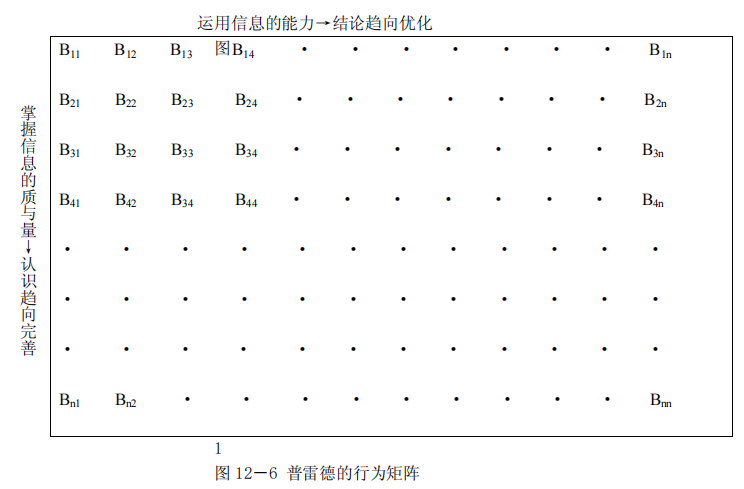 运用信息的能力→结论趋向优化
B11 B12 B13 图B14 · · · · · · · B1n
B21 B22 B23 B24 · · · · · · · B2n
B31 B32 B33 B34 · · · · · · · B3n
B41 B42 B34 B44 · · · · · · · B4n
· · · · · · · · · · · ·
· · · · · · · · · · · ·
· · · · · · · · · · · ·
Bn1 Bn2 · · · · · · · · · Bnn
掌握信息的质与量→认识趋向完善
1
图 12－6 普雷德的行为矩阵